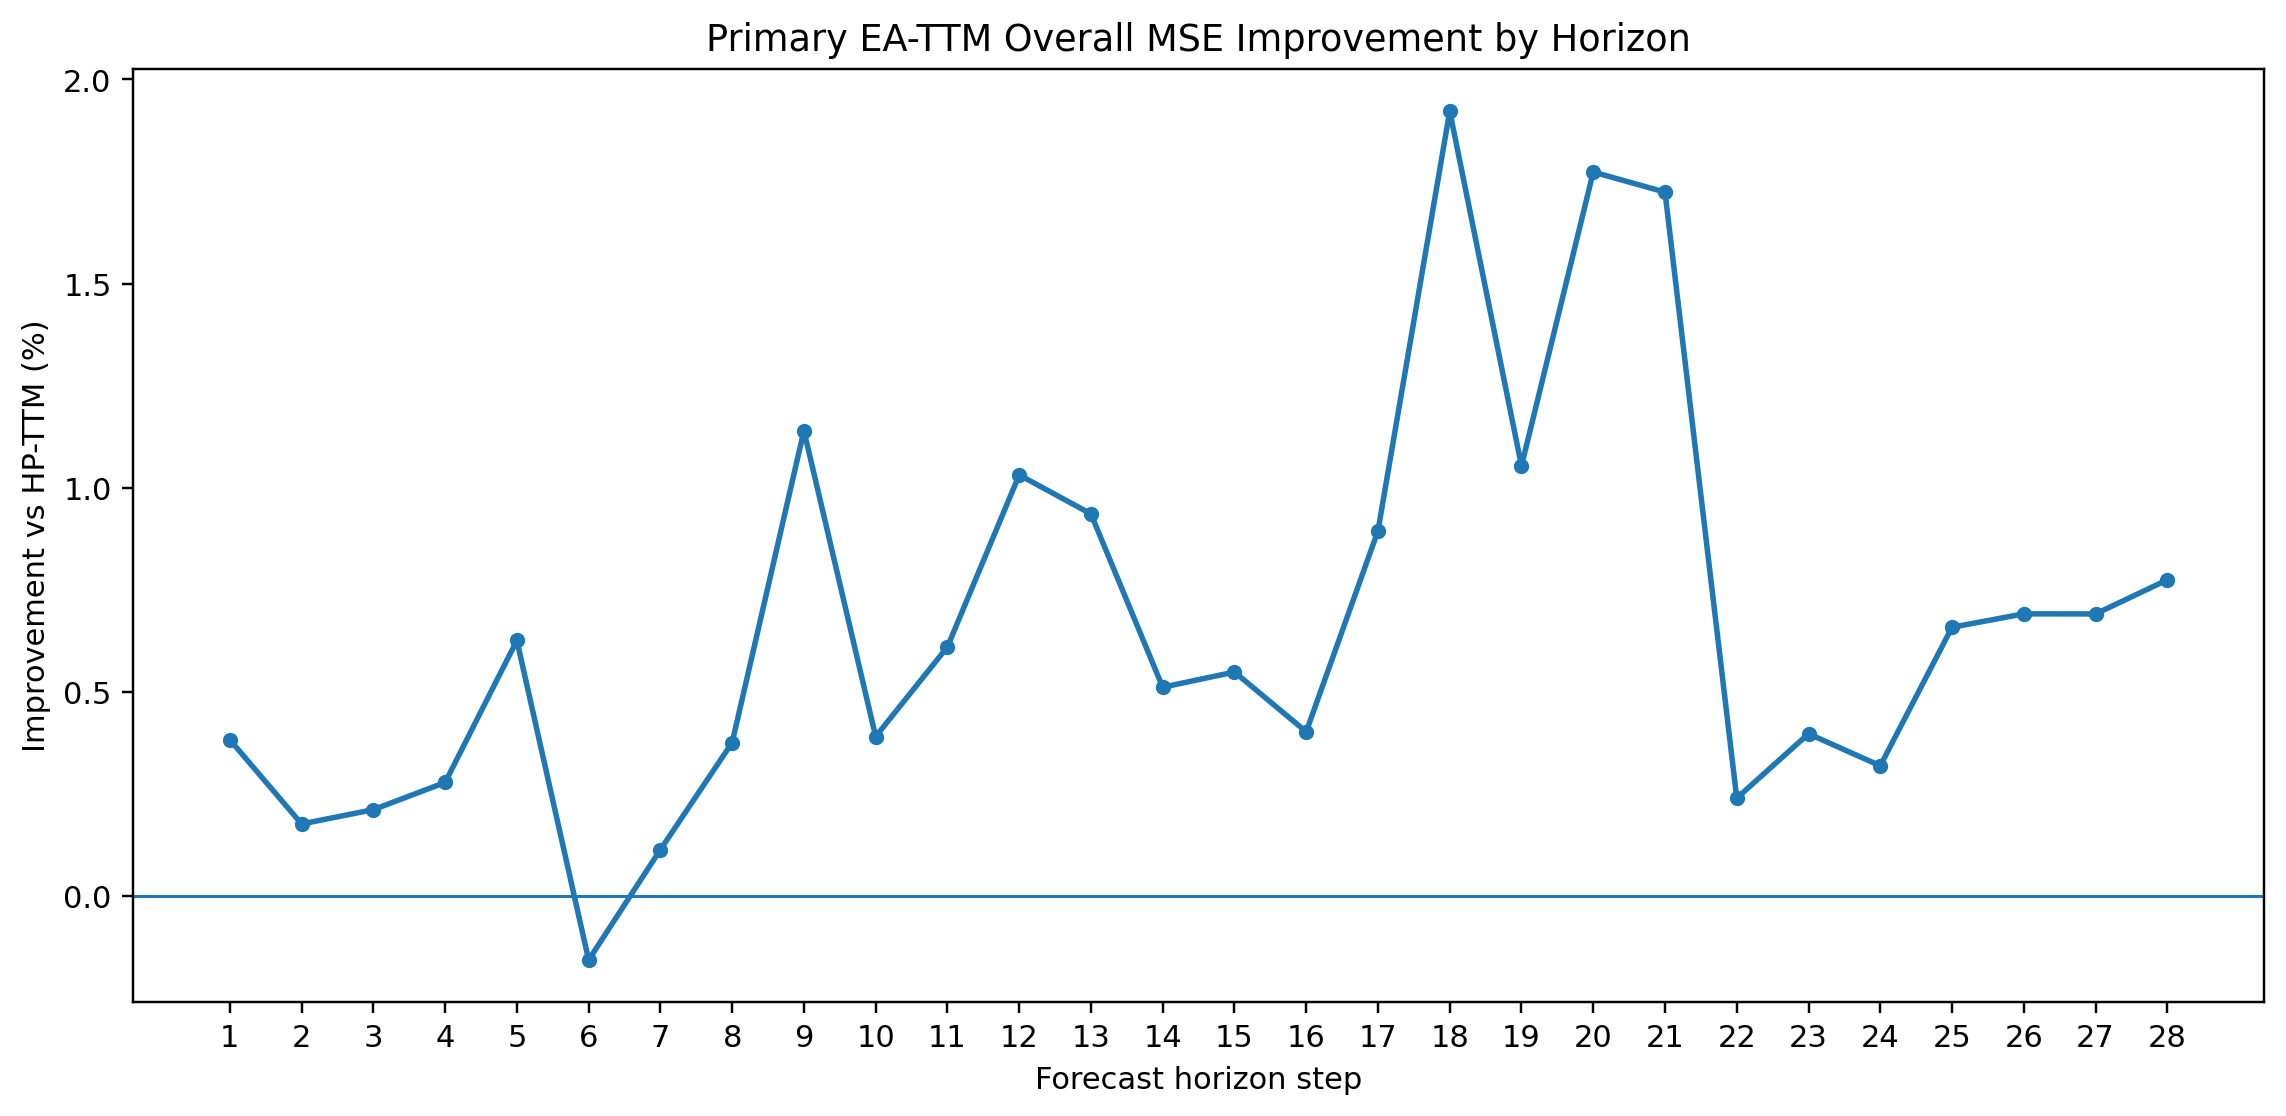 Primary EA-TTM Overall MSE Improvement by Horizon
Improvement vs HP-TTM (%)
2.0
1.5
1.0
0.5
0.0
1 2 3 4 5 6 7 8 9 10 11 12 13 14 15 16 17 18 19 20 21 22 23 24 25 26 27 28
Forecast horizon step